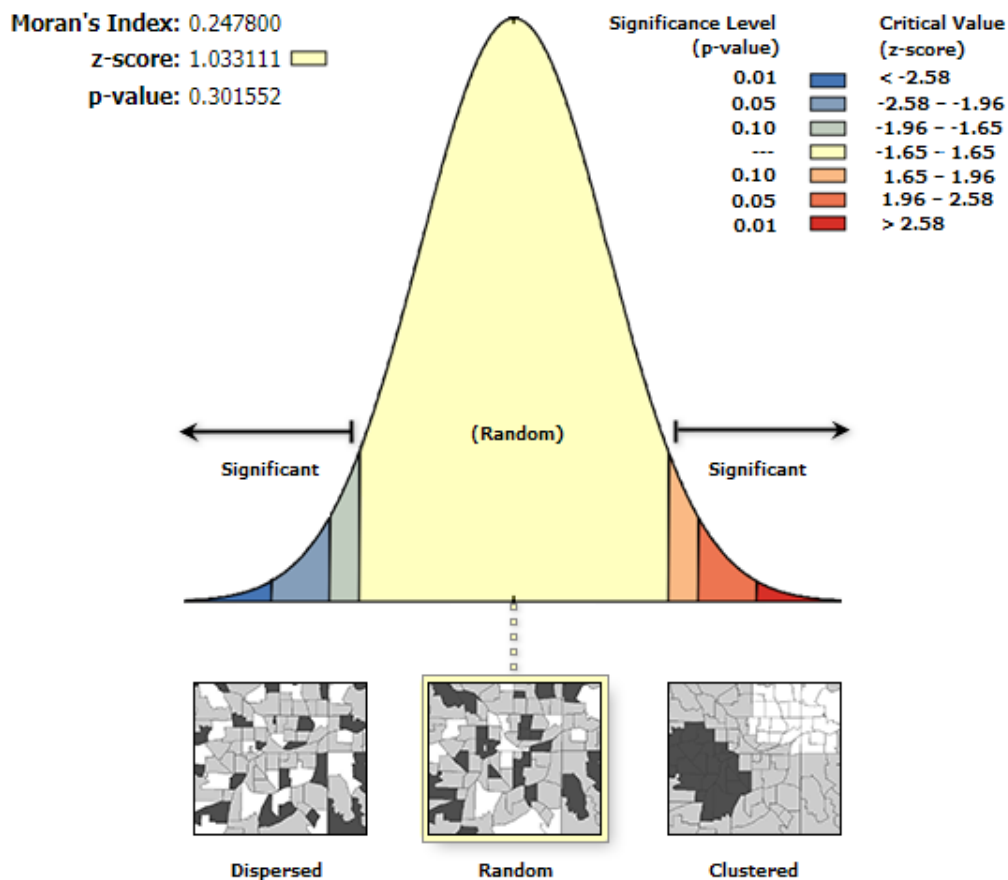 Moran's Index: 0.247800
z-score: 1.033111
p-value: 0.301552
Significance Level
(p-value)
Critical Value
(z-score)
0.01 < -2.58
0.05 -2.58 – -1.96
0.10 -1.96 – -1.65
--- -1.65 – 1.65
0.10 1.65 – 1.96
0.05 1.96 – 2.58
0.01 > 2.58
(Random)
Significant
Significant
Dispersed
Random
Clustered